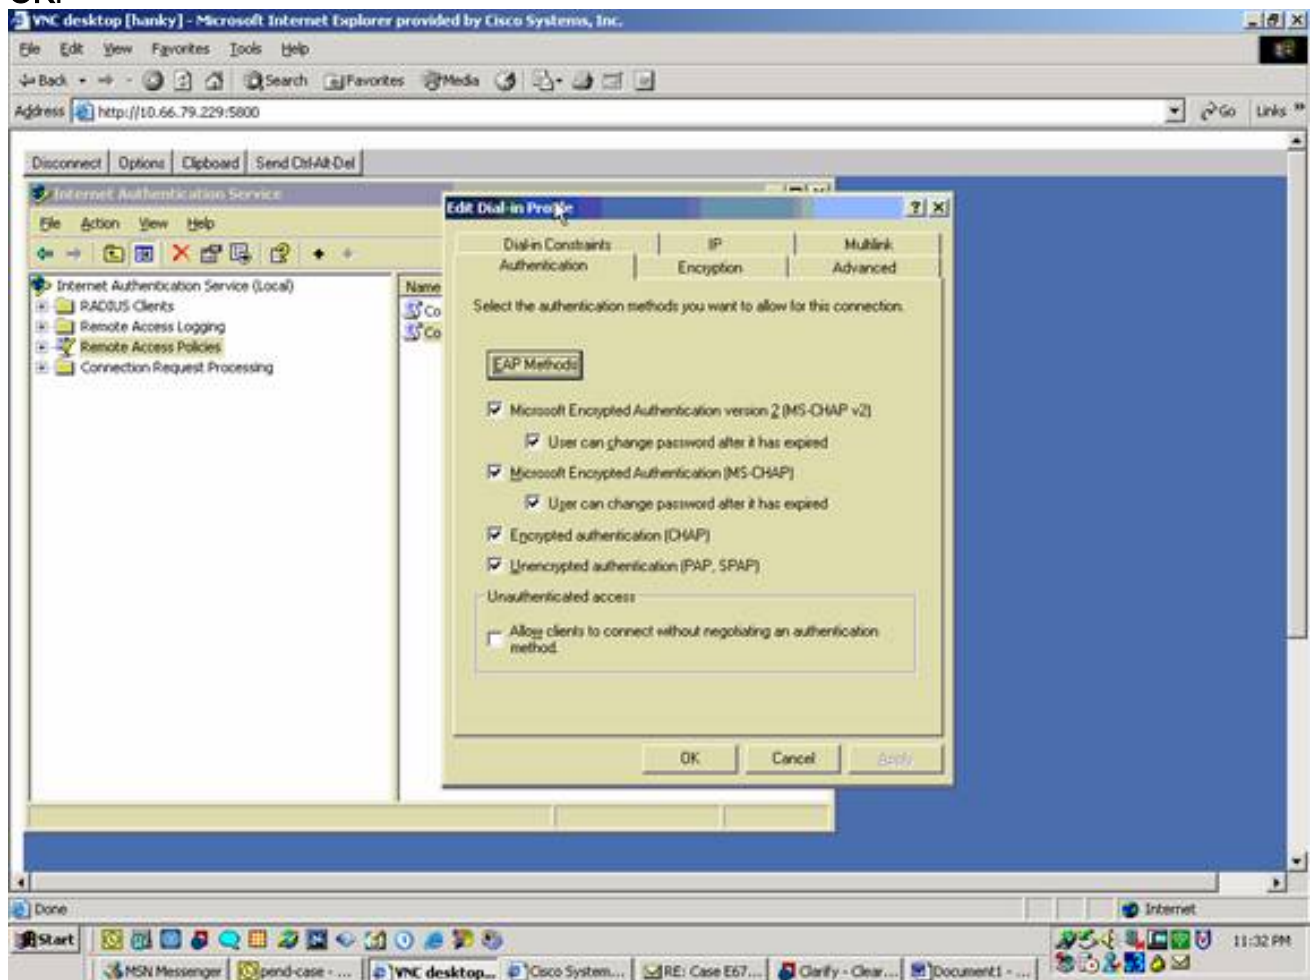 VNC desktop [hanky] - Microsoft Internet Explorer provided by Cisco Systems, Inc.
File Edit View Favorites Tools Help
Back Search Favorites Media
Address http://10.66.79.229:5800 Go Links »
Disconnect Options Clipboard Send Ctrl-Alt-Del
Internet Authentication Service
File Action View Help
Internet Authentication Service (Local)
RADIUS Clients
Remote Access Logging
Remote Access Policies
Connection Request Processing
Name
Co
Co
Edit Dial-in Profile
Dial-in Constraints IP Multilink
Authentication Encryption Advanced
Select the authentication methods you want to allow for this connection.
EAP Methods
Microsoft Encrypted Authentication version 2 (MS-CHAP v2)
User can change password after it has expired
Microsoft Encrypted Authentication (MS-CHAP)
User can change password after it has expired
Encrypted authentication (CHAP)
Unencrypted authentication (PAP, SPAP)
Unauthenticated access
Allow clients to connect without negotiating an authentication
method.
OK Cancel Apply
Done Internet
Start 11:32 PM
MSN Messenger pend-case - ... VNC desktop... Cisco System... RE: Case E67... Clarify - Clear... Document1 - ...